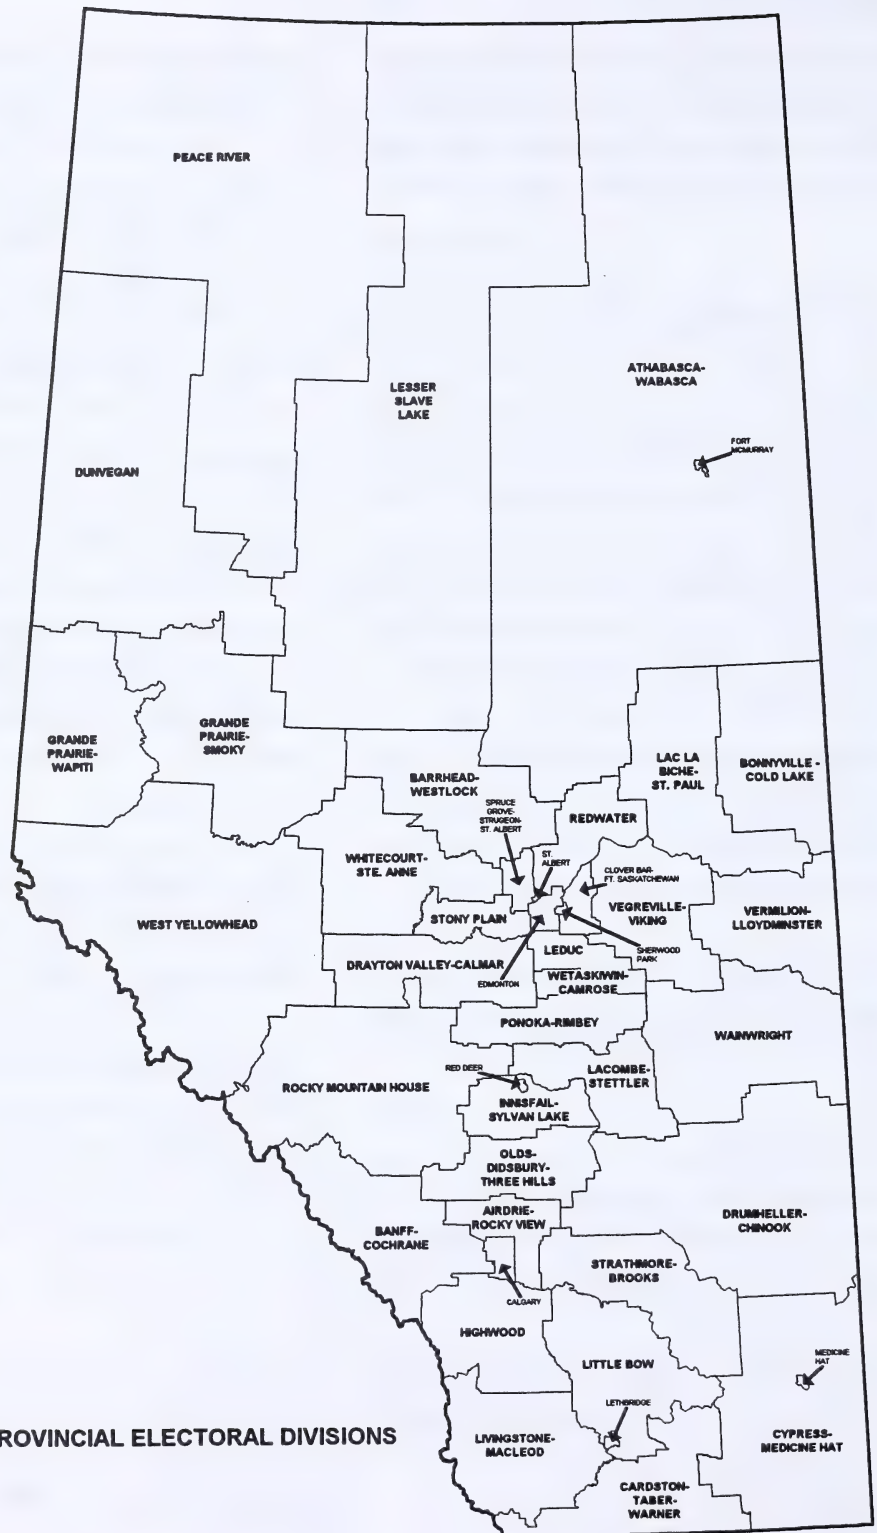 PEACE RIVER
LESSER
SLAVE
LAKE
ATHABASCA-
WABASCA
FORT
MCMURRAY
DUNVEGAN
GRANDE
PRAIRIE-
WAPITI
GRANDE
PRAIRIE-
SMOKY
BARRHEAD-
WESTLOCK
LAC LA
BICHE-
ST. PAUL
BONNYVILLE -
COLD LAKE
SPRUCE
GROVE-
STRUGEON-
ST. ALBERT
REDWATER
WHITECOURT-
STE. ANNE
ST.
ALBERT
CLOVER BAR-
FT. SASKATCHEWAN
WEST YELLOWHEAD
STONY PLAIN
VEGREVILLE-
VIKING
VERMILION-
LLOYDMINSTER
DRAYTON VALLEY-CALMAR
LEDUC
SHERWOOD
PARK
EDMONTON
WETASKIWIN-
CAMROSE
PONOKA-RIMBEY
WAINWRIGHT
ROCKY MOUNTAIN HOUSE
RED DEER
LACOMBE-
STETTLER
INNISFAIL-
SYLVAN LAKE
OLDS-
DIDSBURY-
THREE HILLS
BANFF-
COCHRANE
AIRDRIE-
ROCKY VIEW
DRUMHELLER-
CHINOOK
STRATHMORE-
BROOKS
CALGARY
HIGHWOOD
LITTLE BOW
MEDICINE
HAT
LETHBRIDGE
ROVINCIAL ELECTORAL DIVISIONS
LIVINGSTONE-
MACLEOD
CYPRESS-
MEDICINE HAT
CARDSTON-
TABER-
WARNER